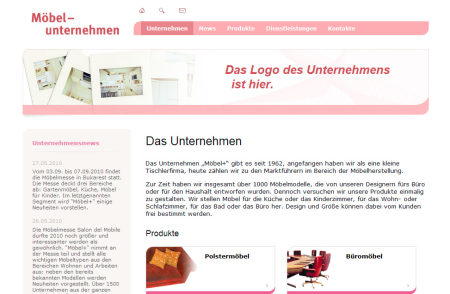 Möbel–
unternehmen
Unternehmen News Produkte Dienstleistungen Kontakte
Das Logo des Unternehmens
ist hier.
Unternehmensnews
27.05.2010
Vom 03.09. bis 07.09.2010 findet
die Möbelmesse in Bukarest statt.
Die Messe deckt drei Bereiche
ab: Gartenmöbel, Küche, Möbel
für Kinder. Im letztgenannten
Segment wird "Möbel+" einige
Neuheiten vorstellen.
26.05.2010
Die Möbelmesse Salon del Mobile
durfte 2010 noch größer und
interessanter werden als
gewöhnlich. "Möbel+" nimmt an
der Messe teil und stellt alle
wichtigen Möbeltypen aus den
Bereichen Wohnen und Arbeiten
aus: neben den bereits
bekannten Modellen werden
Neuheiten vorgestellt. Über 1500
Unternehmen aus der ganzen
Das Unternehmen
Das Unternehmen „Möbel+“ gibt es seit 1962, angefangen haben wir als eine kleine
Tischlerfirma, heute zählen wir zu den Marktführern im Bereich der Möbelherstellung.
Zur Zeit haben wir insgesamt über 1000 Möbelmodelle, die von unseren Designern fürs Büro
oder für den Haushalt entworfen wurden. Dennoch versuchen wir unsere Produkte einmalig
zu gestalten. Wir stellen Möbel für die Küche oder das Kinderzimmer, für das Wohn- oder
Schlafzimmer, für das Bad oder das Büro her. Design und Größe können dabei vom Kunden
frei bestimmt werden.
Produkte
Polstermöbel
Büromöbel